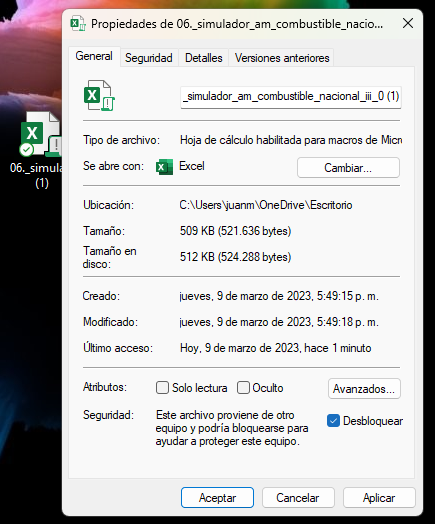 Propiedades de 06._simulador_am_combustible_nacio...
General
Seguridad
Detalles
Versiones anteriores
_simulador_am_combustible_nacional_iii_0 (1)
Tipo de archivo:
Hoja de cálculo habilitada para macros de Micr
Se abre con:
Excel
Cambiar...
Ubicación:
C:\Users\juanm\OneDrive\Escritorio
Tamaño:
509 KB (521.636 bytes)
Tamaño en
disco:
512 KB (524.288 bytes)
Creado:
jueves, 9 de marzo de 2023, 5:49:15 p. m.
Modificado:
jueves, 9 de marzo de 2023, 5:49:18 p. m.
Último acceso:
Hoy, 9 de marzo de 2023, hace 1 minuto
Atributos:
Solo lectura
Oculto
Avanzados...
Seguridad:
Este archivo proviene de otro
equipo y podría bloquearse para
ayudar a proteger este equipo.
Desbloquear
Aceptar
Cancelar
Aplicar
06._simula
(1)